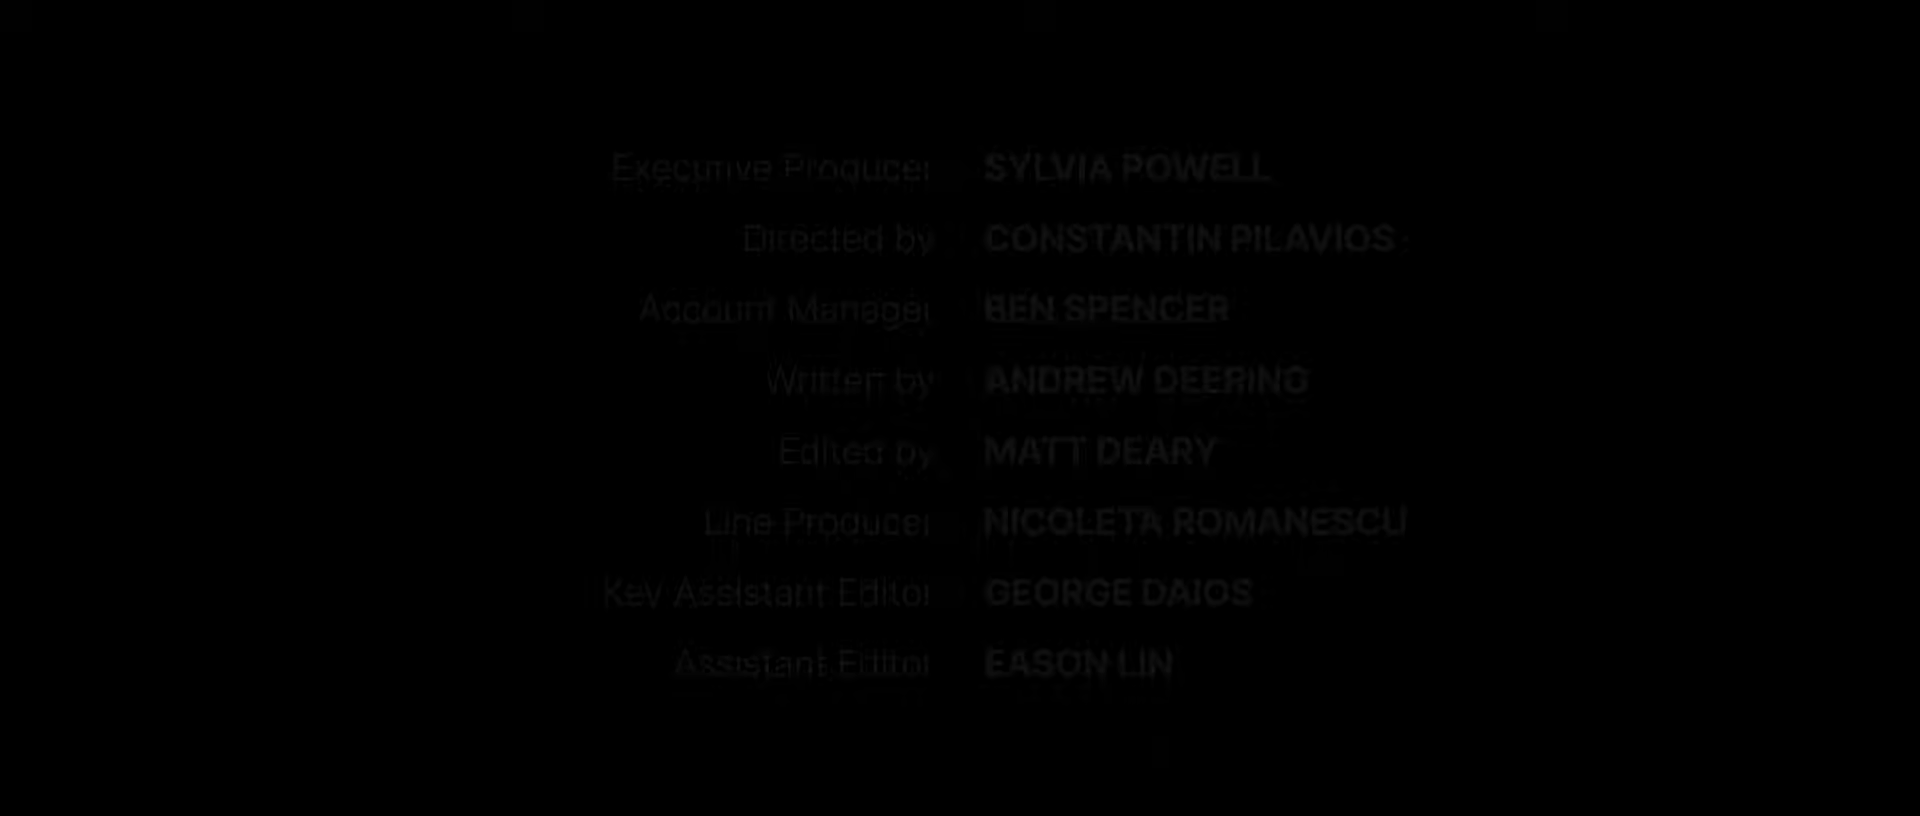 Executive Producer SYLVIA POWELL
Directed by CONSTANTIN PILAVIOS
Account Manager BEN SPENCER
Written by ANDREW DEERING
Edited by MATT DEARY
Line Producer NICOLETA ROMANESCU
Key Assistant Editor GEORGE DAIOS
Assistant Editor EASON LIN